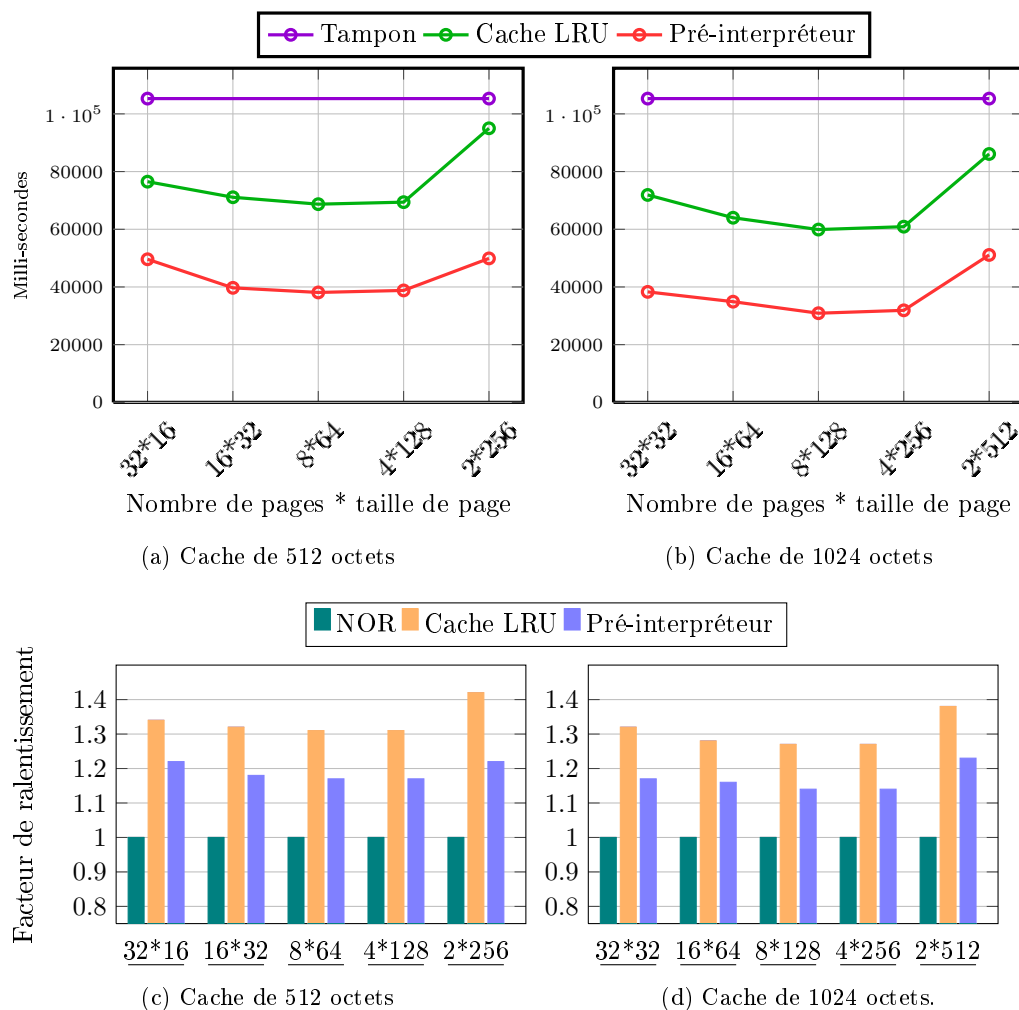 Tampon Cache LRU Pré-interpréteur
Milli-secondes
1 · 10^5
80000
60000
40000
20000
0
32*16 16*32 8*64 4*128 2*256
Nombre de pages * taille de page
(a) Cache de 512 octets
1 · 10^5
80000
60000
40000
20000
0
32*32 16*64 8*128 4*256 2*512
Nombre de pages * taille de page
(b) Cache de 1024 octets
NOR Cache LRU Pré-interpréteur
Facteur de ralentissement
1.4
1.3
1.2
1.1
1
0.9
0.8
32*16 16*32 8*64 4*128 2*256
(c) Cache de 512 octets
1.4
1.3
1.2
1.1
1
0.9
0.8
32*32 16*64 8*128 4*256 2*512
(d) Cache de 1024 octets.